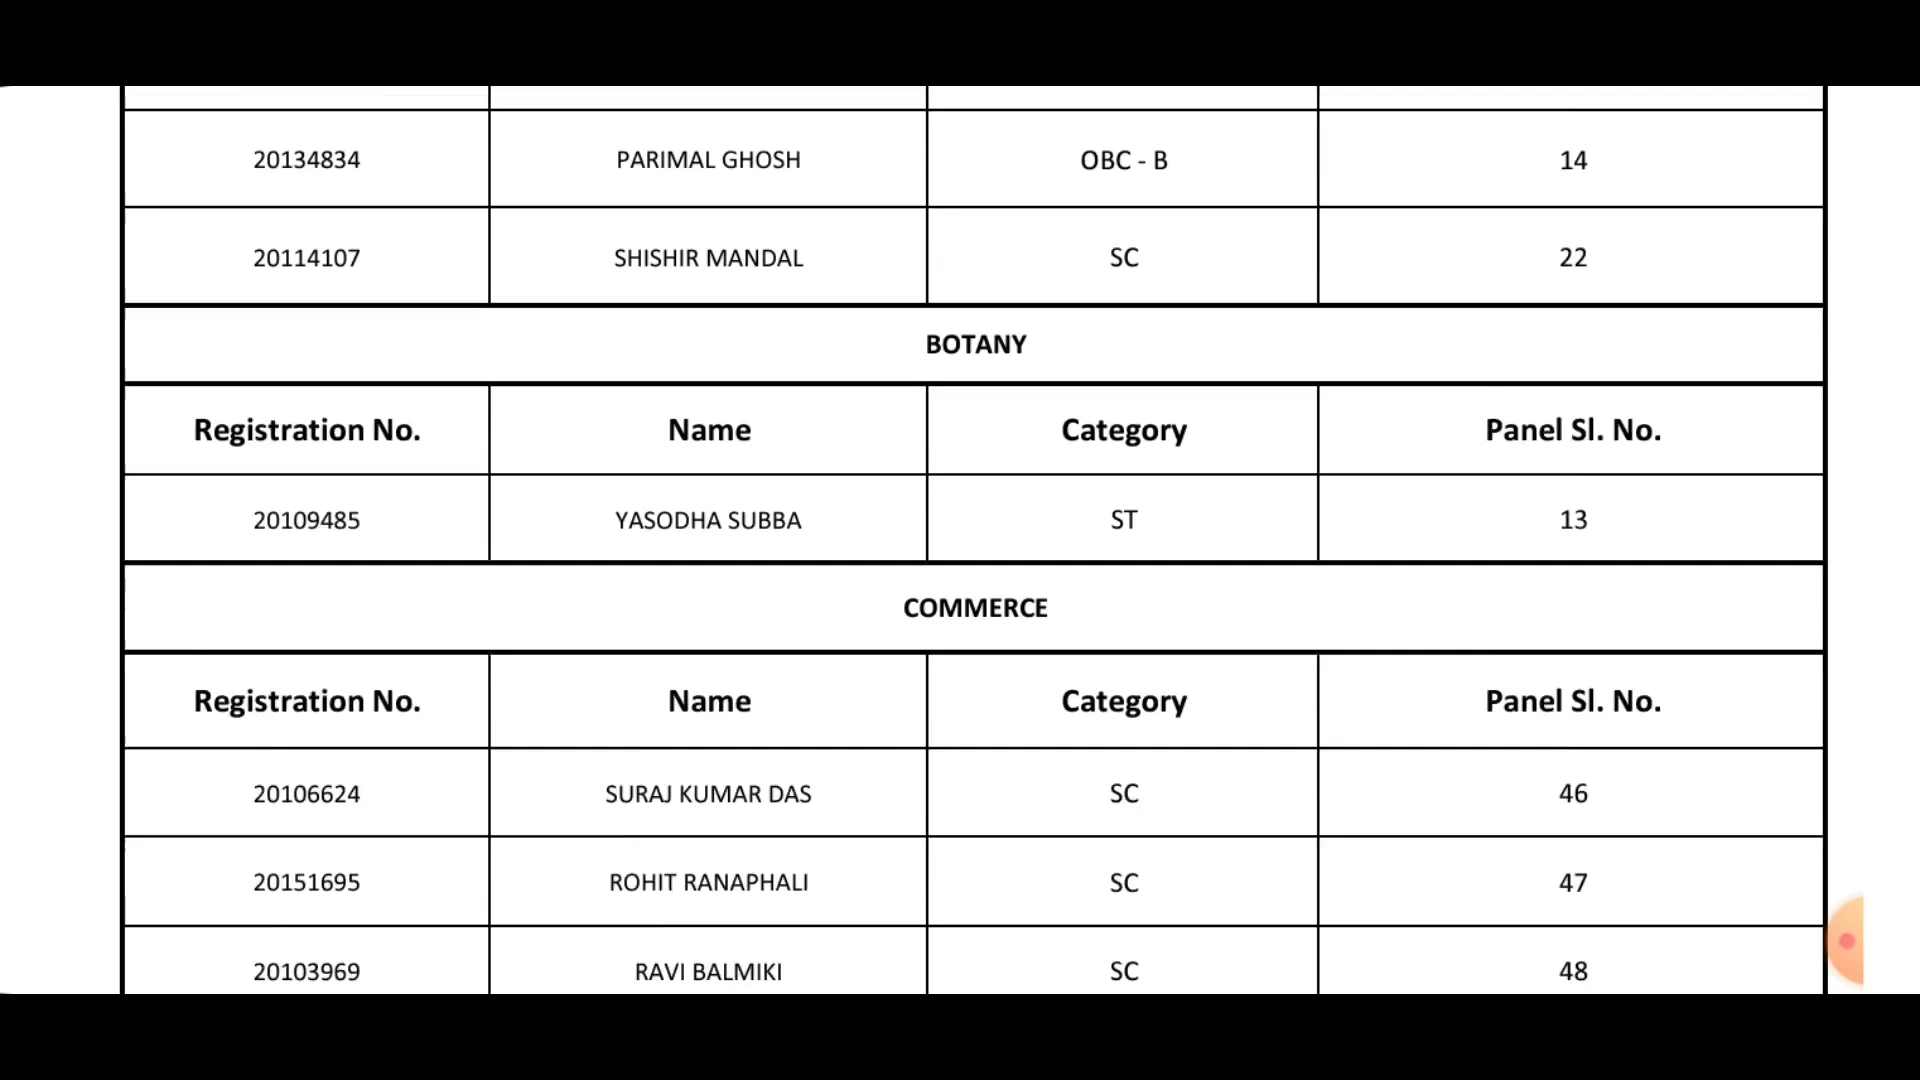 20134834 PARIMAL GHOSH OBC - B 14
20114107 SHISHIR MANDAL SC 22
BOTANY
Registration No. Name Category Panel Sl. No.
20109485 YASODHA SUBBA ST 13
COMMERCE
Registration No. Name Category Panel Sl. No.
20106624 SURAJ KUMAR DAS SC 46
20151695 ROHIT RANAPHALI SC 47
20103969 RAVI BALMIKI SC 48